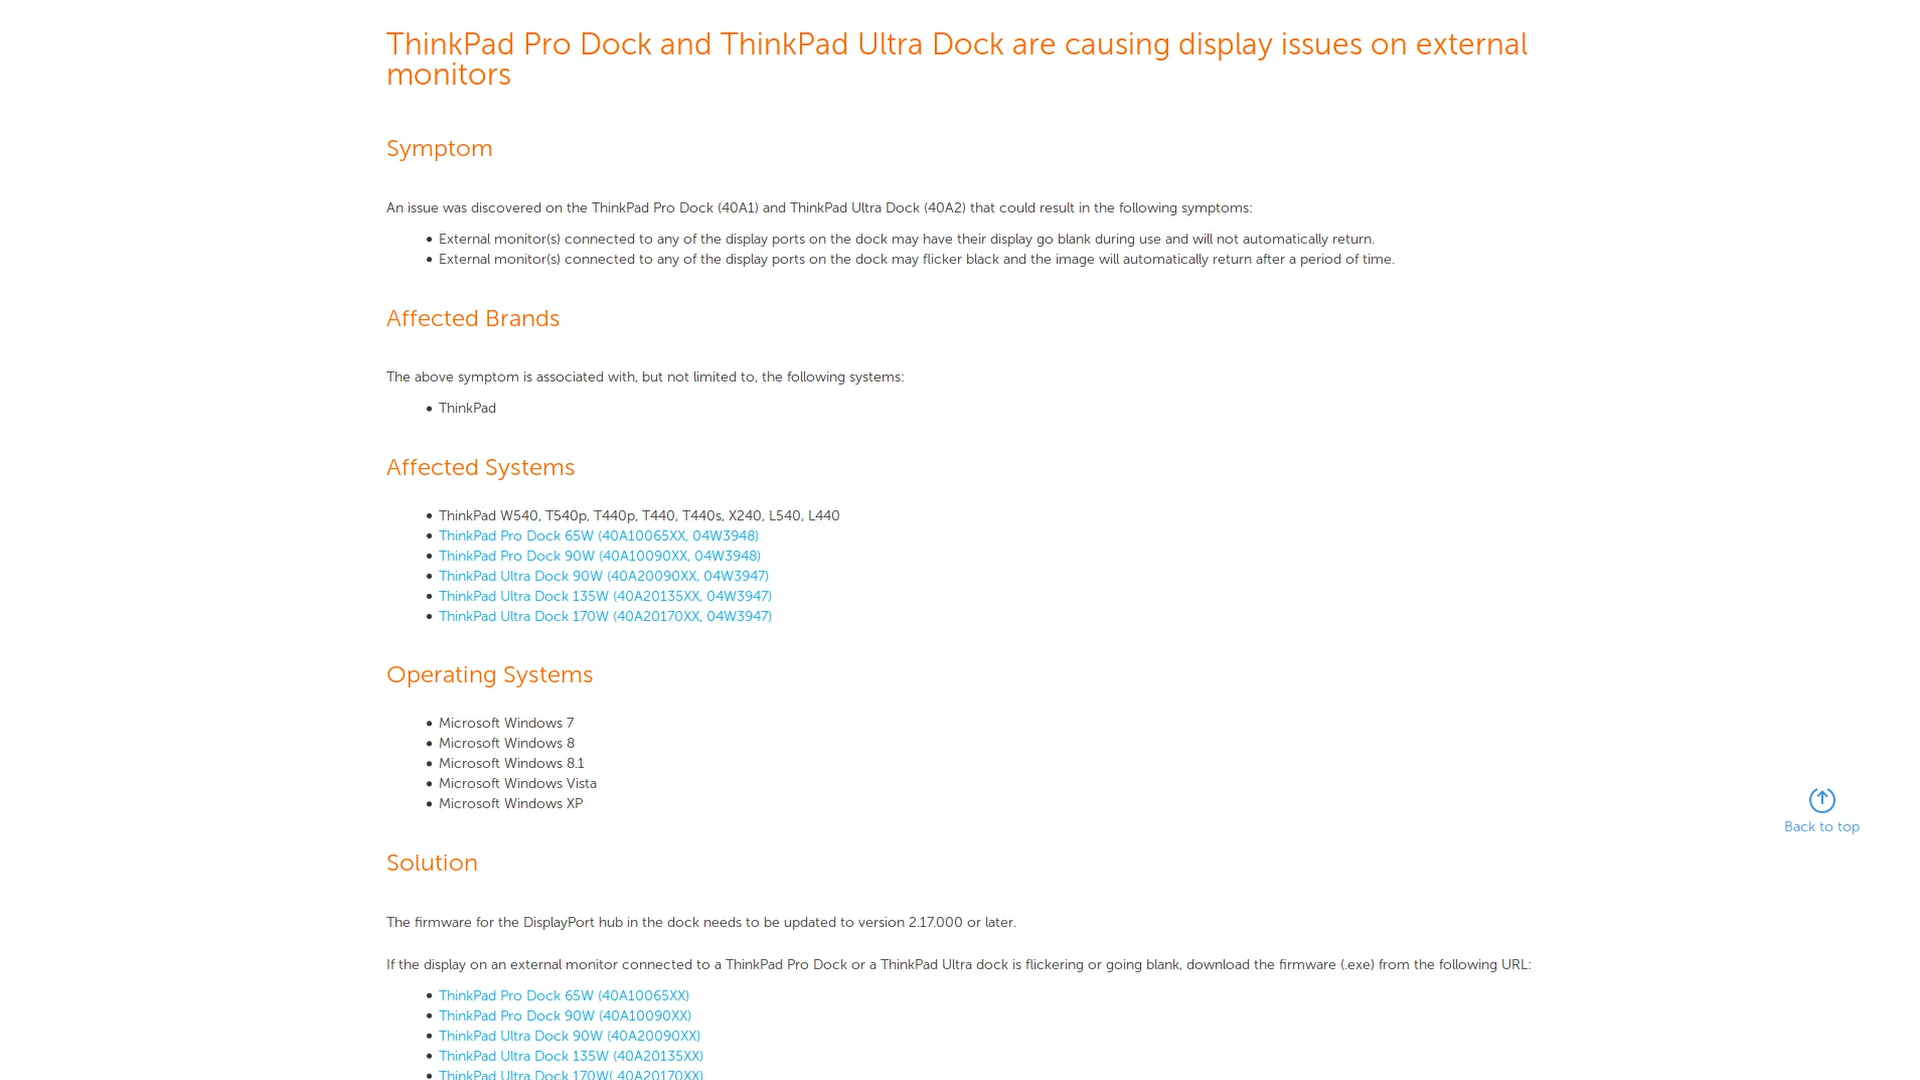 ThinkPad Pro Dock and ThinkPad Ultra Dock are causing display issues on external
monitors
Symptom
An issue was discovered on the ThinkPad Pro Dock (40A1) and ThinkPad Ultra Dock (40A2) that could result in the following symptoms:
• External monitor(s) connected to any of the display ports on the dock may have their display go blank during use and will not automatically return.
• External monitor(s) connected to any of the display ports on the dock may flicker black and the image will automatically return after a period of time.
Affected Brands
The above symptom is associated with, but not limited to, the following systems:
• ThinkPad
Affected Systems
• ThinkPad W540, T540p, T440p, T440, T440s, X240, L540, L440
• ThinkPad Pro Dock 65W (40A10065XX, 04W3948)
• ThinkPad Pro Dock 90W (40A10090XX, 04W3948)
• ThinkPad Ultra Dock 90W (40A20090XX, 04W3947)
• ThinkPad Ultra Dock 135W (40A20135XX, 04W3947)
• ThinkPad Ultra Dock 170W (40A20170XX, 04W3947)
Operating Systems
• Microsoft Windows 7
• Microsoft Windows 8
• Microsoft Windows 8.1
• Microsoft Windows Vista
• Microsoft Windows XP
Back to top
Solution
The firmware for the DisplayPort hub in the dock needs to be updated to version 2.17.000 or later.
If the display on an external monitor connected to a ThinkPad Pro Dock or a ThinkPad Ultra dock is flickering or going blank, download the firmware (.exe) from the following URL:
• ThinkPad Pro Dock 65W (40A10065XX)
• ThinkPad Pro Dock 90W (40A10090XX)
• ThinkPad Ultra Dock 90W (40A20090XX)
• ThinkPad Ultra Dock 135W (40A20135XX)
• ThinkPad Ultra Dock 170W( 40A20170XX)